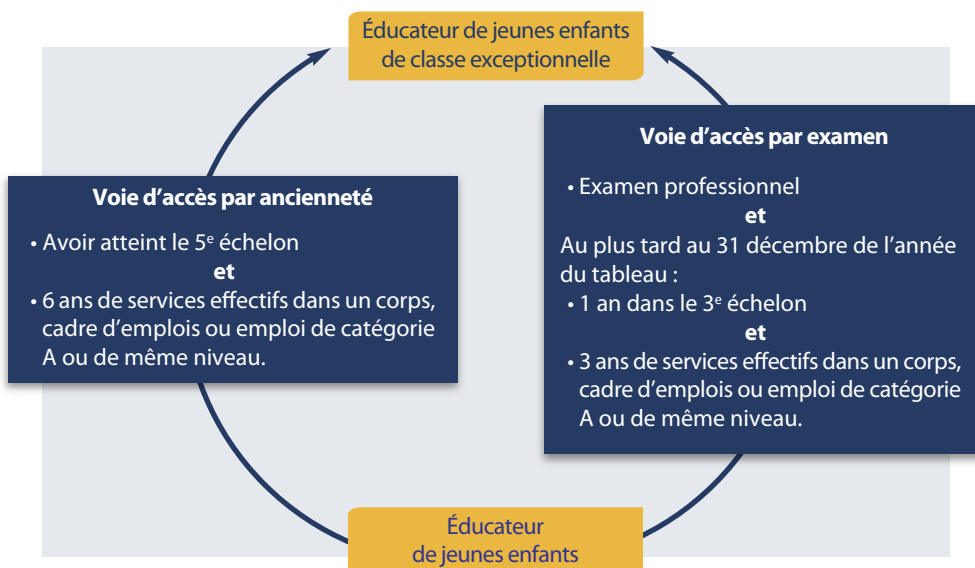 Éducateur de jeunes enfants
de classe exceptionnelle
Voie d'accès par ancienneté
• Avoir atteint le 5e échelon
et
• 6 ans de services effectifs dans un corps,
cadre d'emplois ou emploi de catégorie
A ou de même niveau.
Voie d'accès par examen
• Examen professionnel
et
Au plus tard au 31 décembre de l'année
du tableau :
• 1 an dans le 3e échelon
et
• 3 ans de services effectifs dans un corps,
cadre d'emplois ou emploi de catégorie
A ou de même niveau.
Éducateur
de jeunes enfants